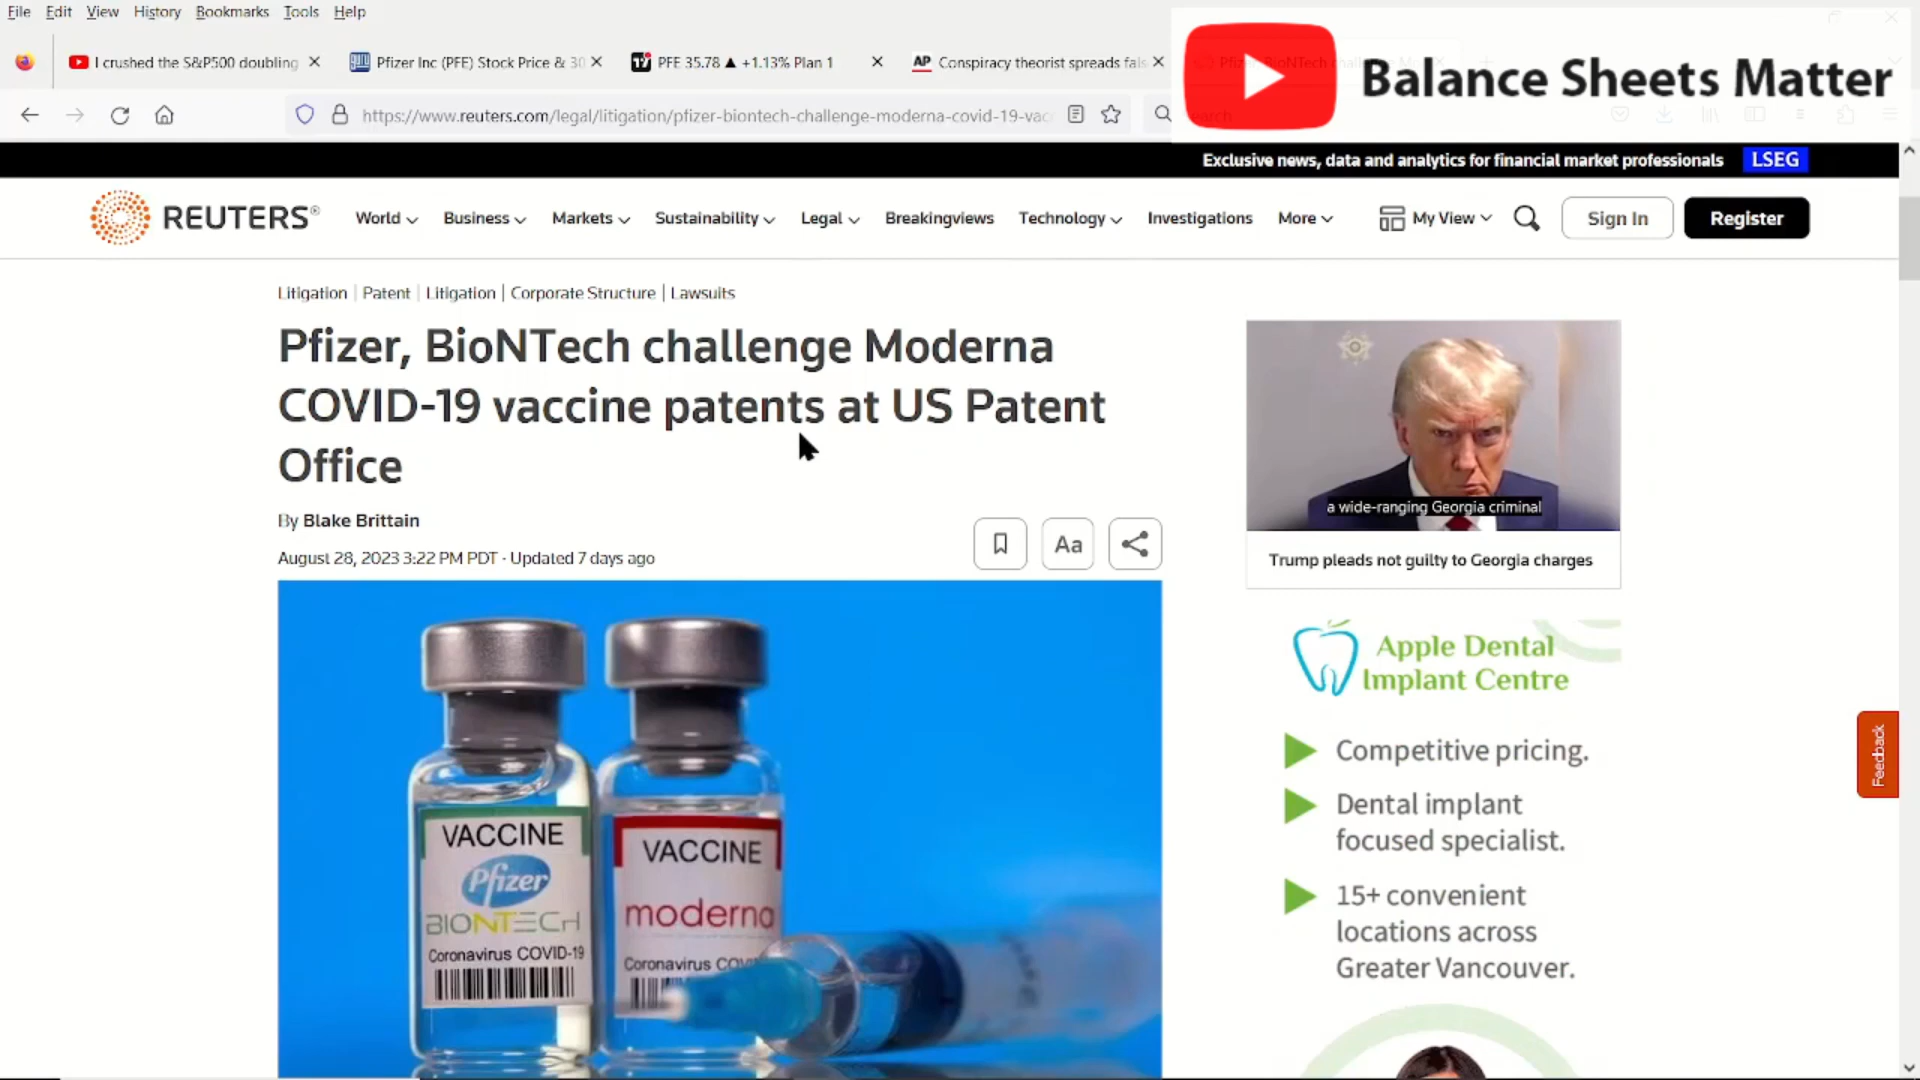 File Edit View History Bookmarks Tools Help
I crushed the S&P500 doubling
Pfizer Inc (PFE) Stock Price & 30
PFE 35.78 ▲ +1.13% Plan 1
AP Conspiracy theorist spreads fals
Balance Sheets Matter
https://www.reuters.com/legal/litigation/pfizer-biontech-challenge-moderna-covid-19-vac
Exclusive news, data and analytics for financial market professionals LSEG
REUTERS®
World Business Markets Sustainability Legal Breakingviews Technology Investigations More My View Sign In Register
Litigation | Patent | Litigation | Corporate Structure | Lawsuits
Pfizer, BioNTech challenge Moderna
COVID-19 vaccine patents at US Patent
Office
By Blake Brittain
Aa
August 28, 2023 3:22 PM PDT · Updated 7 days ago
VACCINE
Pfizer
BIONTECH
Coronavirus COVID-19
VACCINE
moderna
Coronavirus COV
a wide-ranging Georgia criminal
Trump pleads not guilty to Georgia charges
Apple Dental
Implant Centre
Competitive pricing.
Dental implant
focused specialist.
15+ convenient
locations across
Greater Vancouver.
Feedback